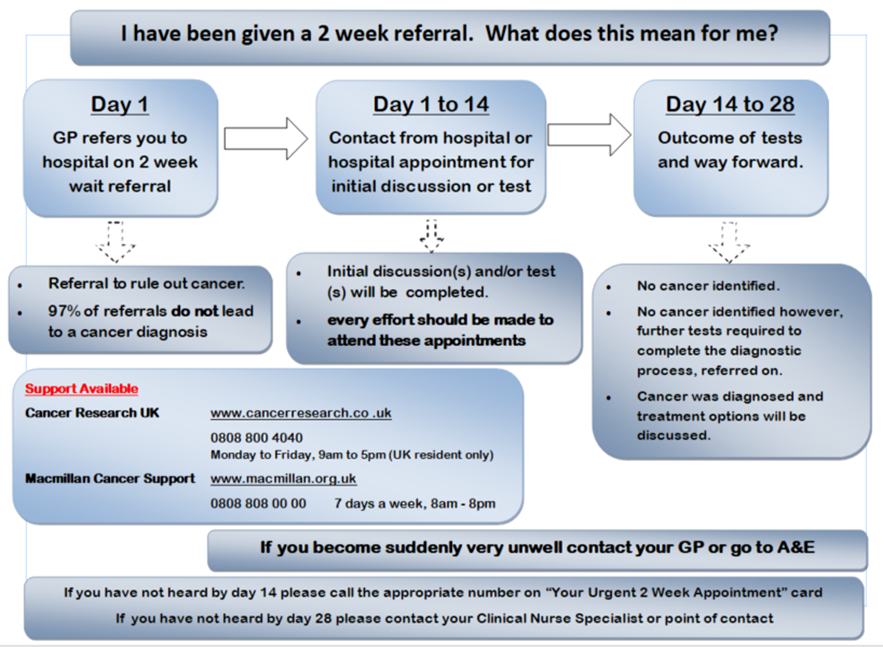 I have been given a 2 week referral.  What does this mean for me?
Day 1
GP refers you to
hospital on 2 week
wait referral
Day 1 to 14
Contact from hospital or
hospital appointment for
initial discussion or test
Day 14 to 28
Outcome of tests
and way forward.
• Referral to rule out cancer.
• 97% of referrals do not lead
to a cancer diagnosis
• Initial discussion(s) and/or test
(s) will be  completed.
• every effort should be made to
attend these appointments
• No cancer identified.
• No cancer identified however,
further tests required to
complete the diagnostic
process, referred on.
• Cancer was diagnosed and
treatment options will be
discussed.
Support Available
Cancer Research UK www.cancerresearch.co .uk
0808 800 4040
Monday to Friday, 9am to 5pm (UK resident only)
Macmillan Cancer Support www.macmillan.org.uk
0808 808 00 00 7 days a week, 8am - 8pm
If you become suddenly very unwell contact your GP or go to A&E
If you have not heard by day 14 please call the appropriate number on “Your Urgent 2 Week Appointment” card
If  you have not heard by day 28 please contact your Clinical Nurse Specialist or point of contact